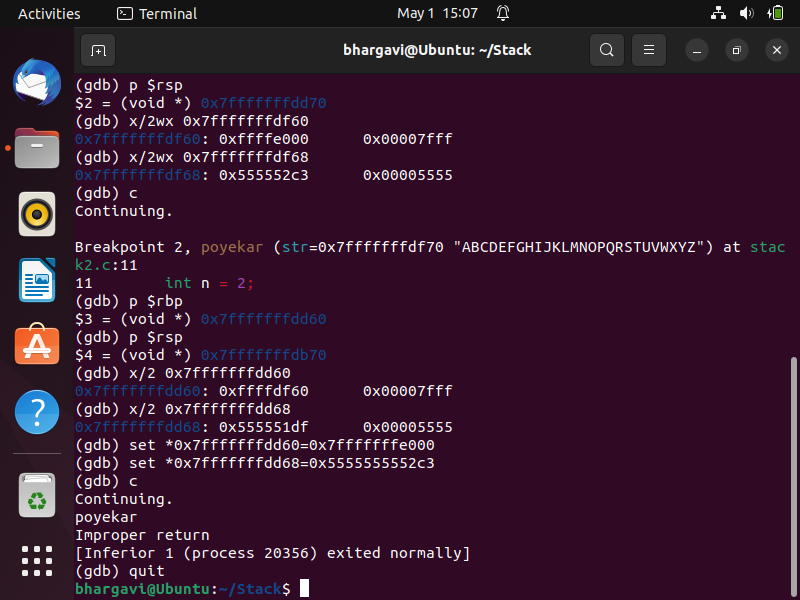 Activities
Terminal
May 1 15:07
bhargavi@Ubuntu: ~/Stack
(gdb) p $rsp
$2 = (void *) 0x7fffffffdd70
(gdb) x/2wx 0x7fffffffdf60
0x7fffffffdf60: 0xffffe000      0x00007fff
(gdb) x/2wx 0x7fffffffdf68
0x7fffffffdf68: 0x555552c3      0x00005555
(gdb) c
Continuing.
Breakpoint 2, poyekar (str=0x7fffffffdf70 "ABCDEFGHIJKLMNOPQRSTUVWXYZ") at stac
k2.c:11
11        int n = 2;
(gdb) p $rbp
$3 = (void *) 0x7fffffffdd60
(gdb) p $rsp
$4 = (void *) 0x7fffffffdb70
(gdb) x/2 0x7fffffffdd60
0x7fffffffdd60: 0xffffdf60      0x00007fff
(gdb) x/2 0x7fffffffdd68
0x7fffffffdd68: 0x555551df      0x00005555
(gdb) set *0x7fffffffdd60=0x7fffffffe000
(gdb) set *0x7fffffffdd68=0x5555555552c3
(gdb) c
Continuing.
poyekar
Improper return
[Inferior 1 (process 20356) exited normally]
(gdb) quit
bhargavi@Ubuntu:~/Stack$